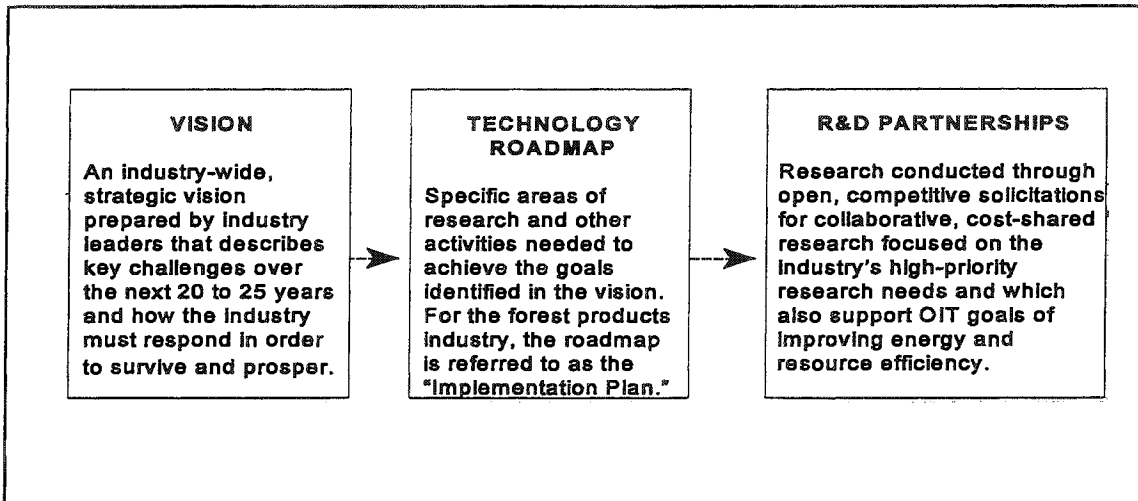 VISION
An industry-wide,
strategic vision
prepared by industry
leaders that describes
key challenges over
the next 20 to 25 years
and how the industry
must respond in order
to survive and prosper.
TECHNOLOGY
ROADMAP
Specific areas of
research and other
activities needed to
achieve the goals
identified in the vision.
For the forest products
industry, the roadmap
is referred to as the
"Implementation Plan."
R&D PARTNERSHIPS
Research conducted through
open, competitive solicitations
for collaborative, cost-shared
research focused on the
industry's high-priority
research needs and which
also support OIT goals of
improving energy and
resource efficiency.